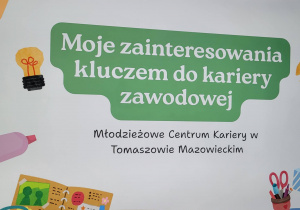 Moje zainteresowania
kluczem do kariery
zawodowej
Młodzieżowe Centrum Kariery w
Tomaszowie Mazowieckim